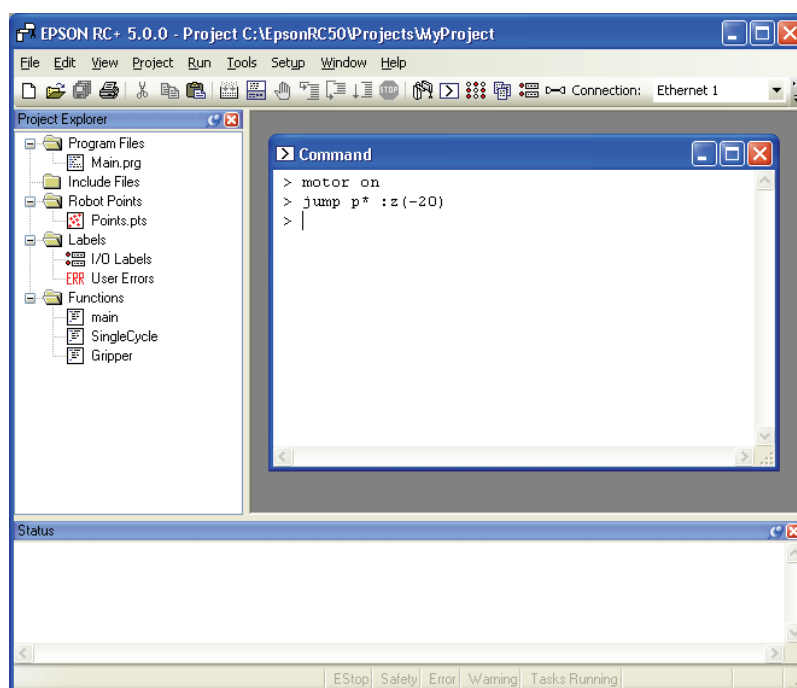 EPSON RC+ 5.0.0 - Project C:\EpsonRC50\Projects\MyProject
File Edit View Project Run Tools Setup Window Help
STOP Connection: Ethernet 1
Project Explorer
Program Files
Main.prg
Include Files
Robot Points
Points.pts
Labels
I/O Labels
ERR User Errors
Functions
main
SingleCycle
Gripper
Command
> motor on
> jump p* :z(-20)
>
Status
EStop Safety Error Warning Tasks Running